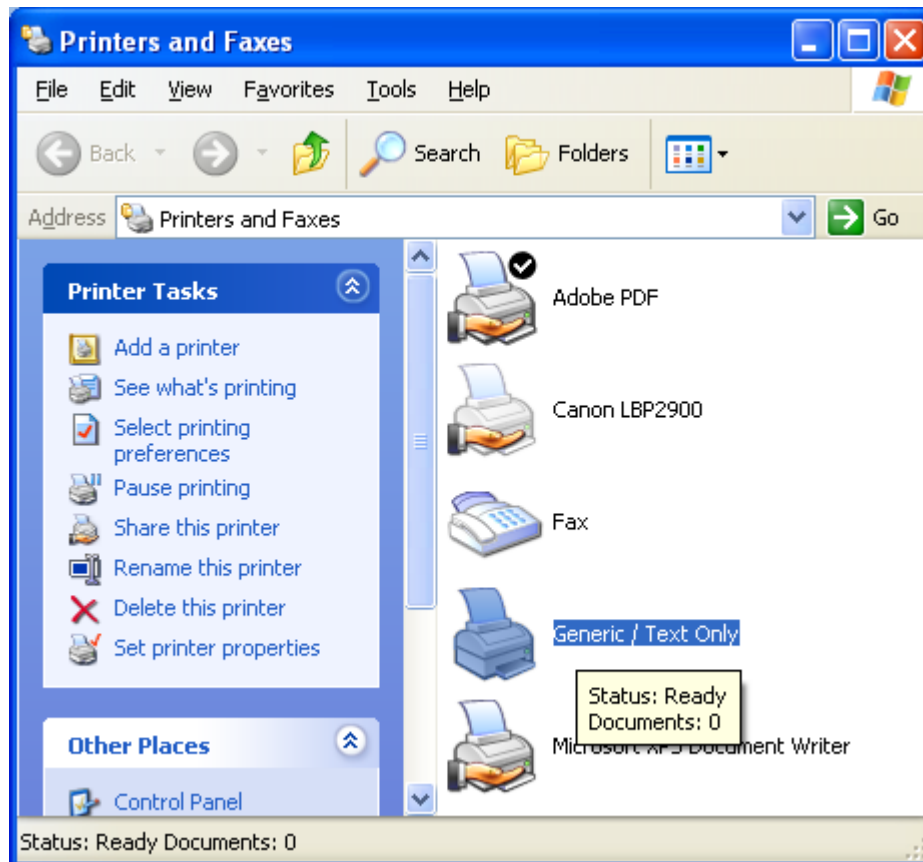 Printers and Faxes
File Edit View Favorites Tools Help
Back Search Folders
Address Printers and Faxes Go
Printer Tasks
Add a printer
See what's printing
Select printing
preferences
Pause printing
Share this printer
Rename this printer
Delete this printer
Set printer properties
Other Places
Control Panel
Adobe PDF
Canon LBP2900
Fax
Generic / Text Only
Status: Ready
Documents: 0
Microsoft XPS Document Writer
Status: Ready Documents: 0